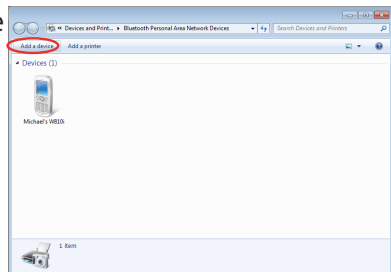 e
« Devices and Print... ▸ Bluetooth Personal Area Network Devices
Search Devices and Printers
Add a device
Add a printer
Devices (1)
Michael's W810i
1 item